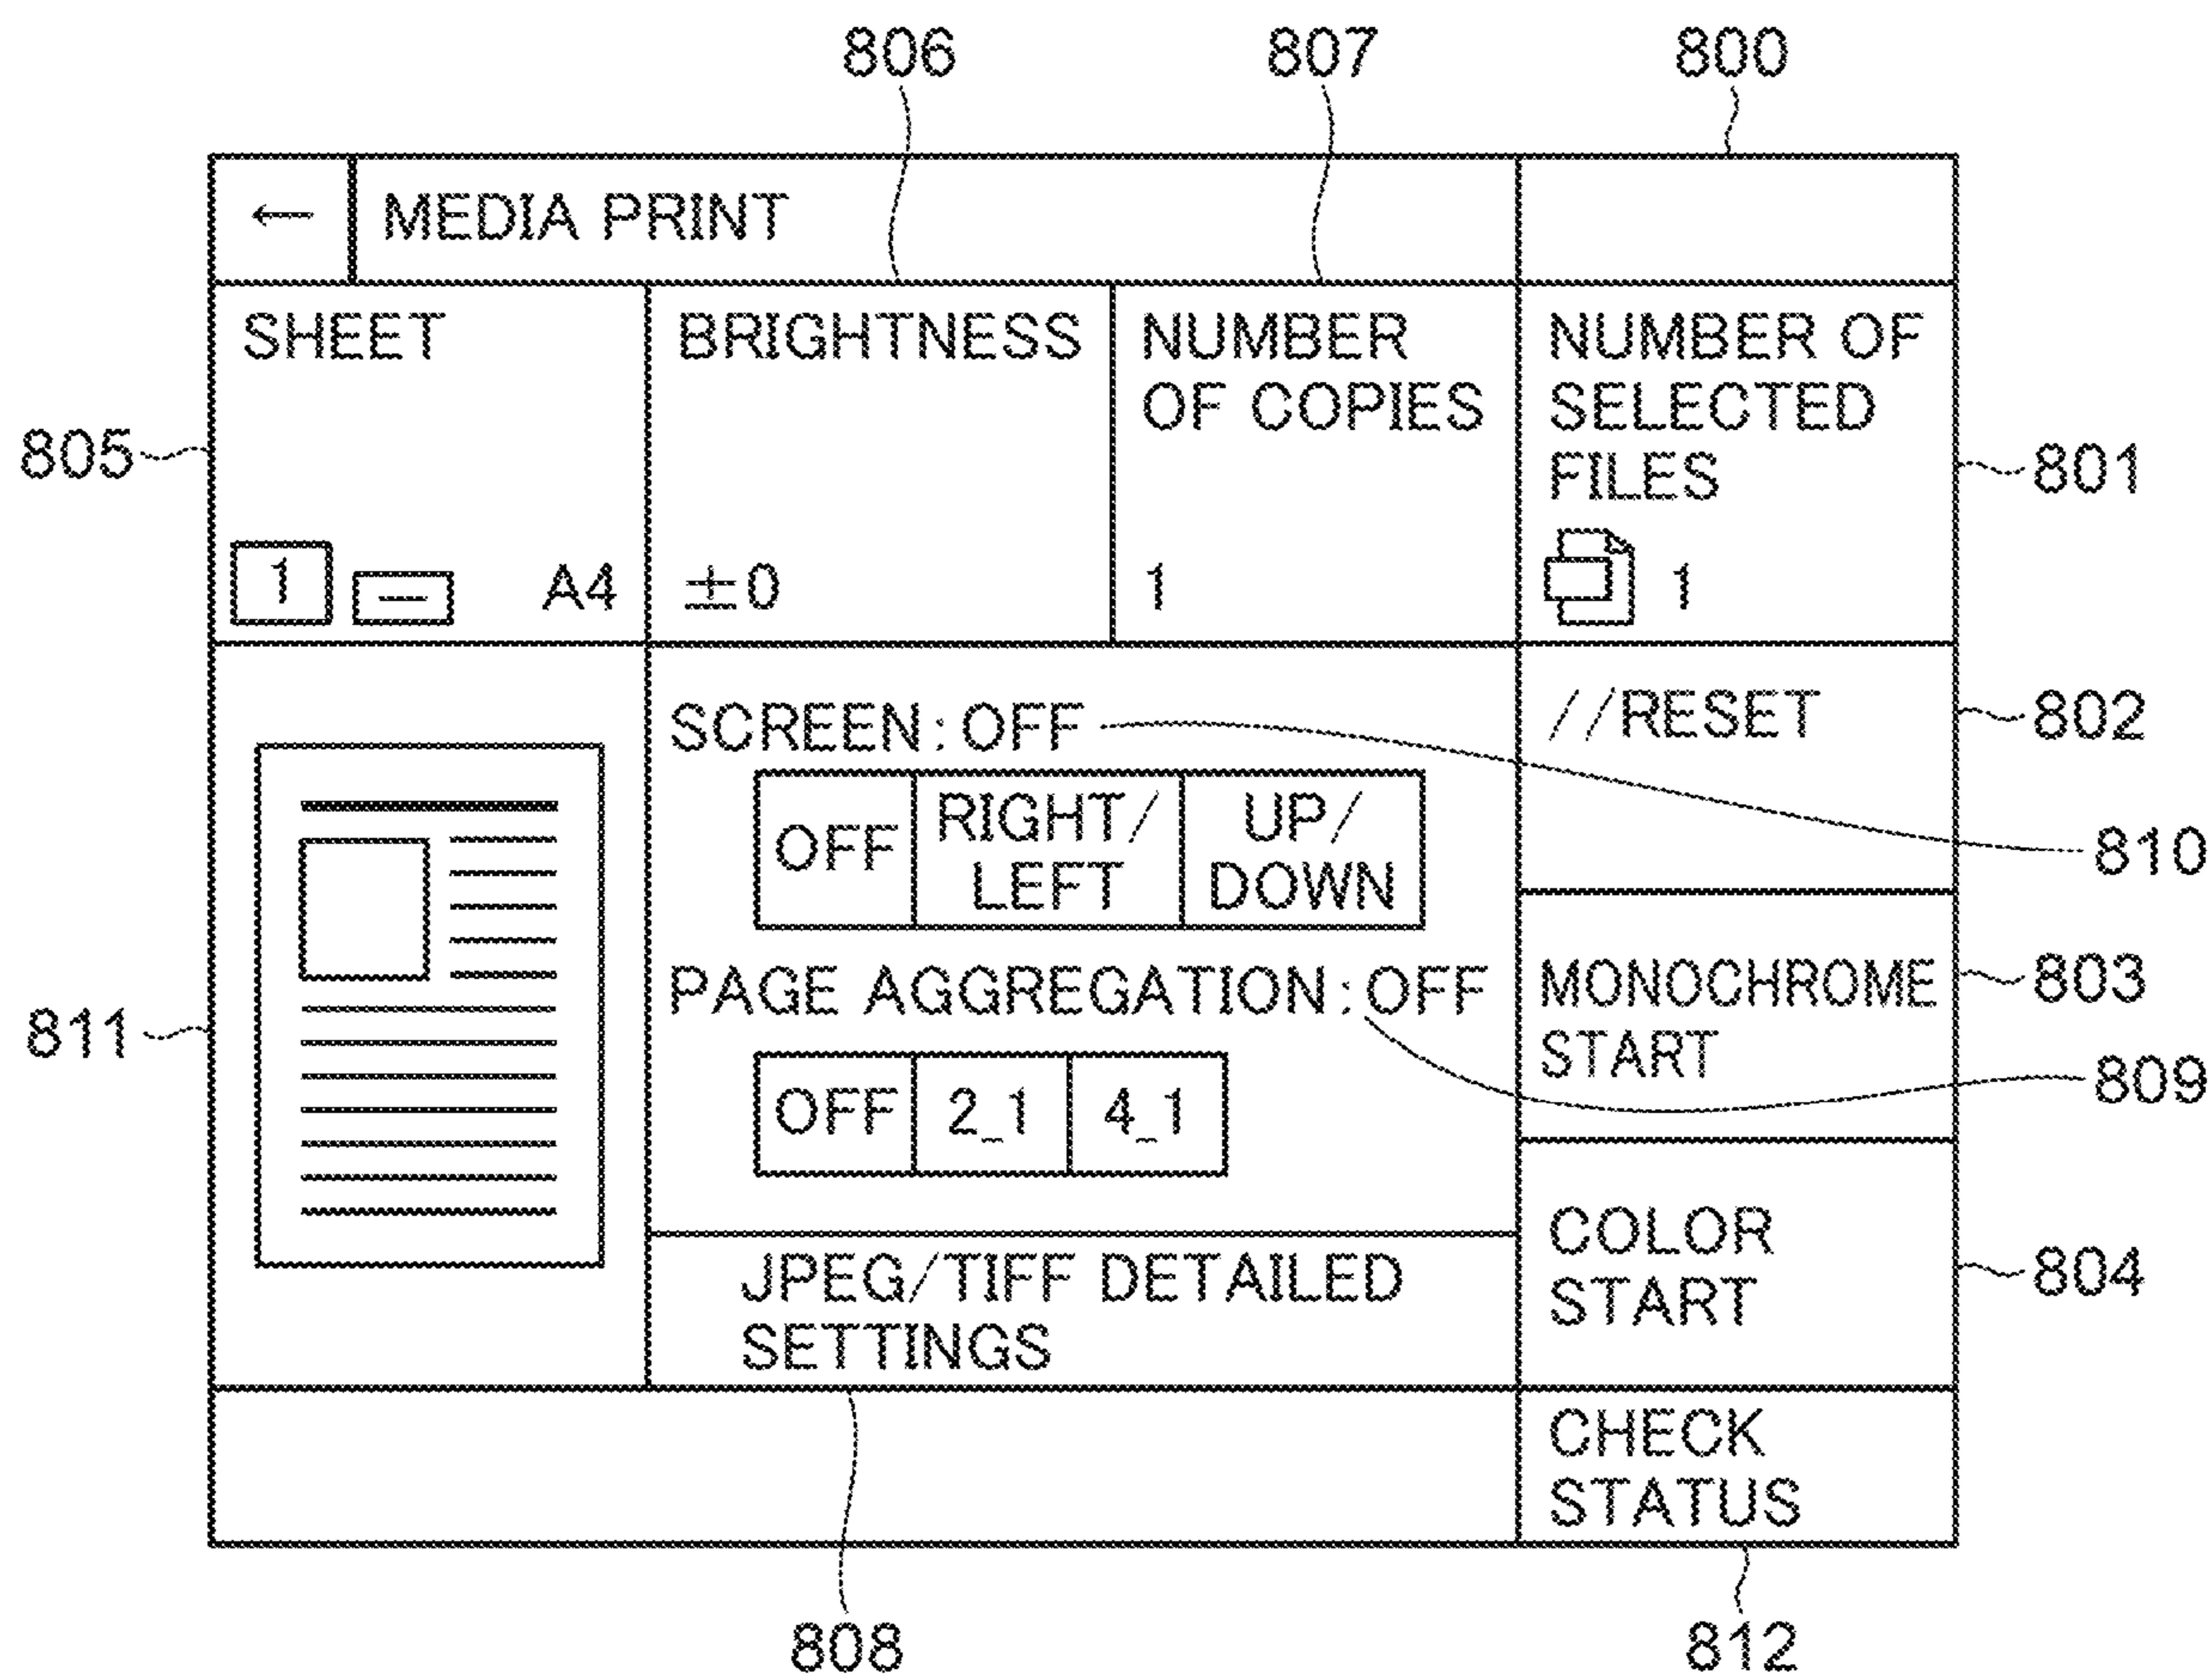 806 807 800
← MEDIA PRINT
SHEET
1 A4
BRIGHTNESS
±0
NUMBER
OF COPIES
1
NUMBER OF
SELECTED
FILES
1
805
801
SCREEN:OFF
OFF RIGHT/LEFT UP/DOWN
PAGE AGGREGATION:OFF
OFF 2_1 4_1
JPEG/TIFF DETAILED
SETTINGS
//RESET
802
810
MONOCHROME
START
803
809
COLOR
START
804
811
CHECK
STATUS
808
812